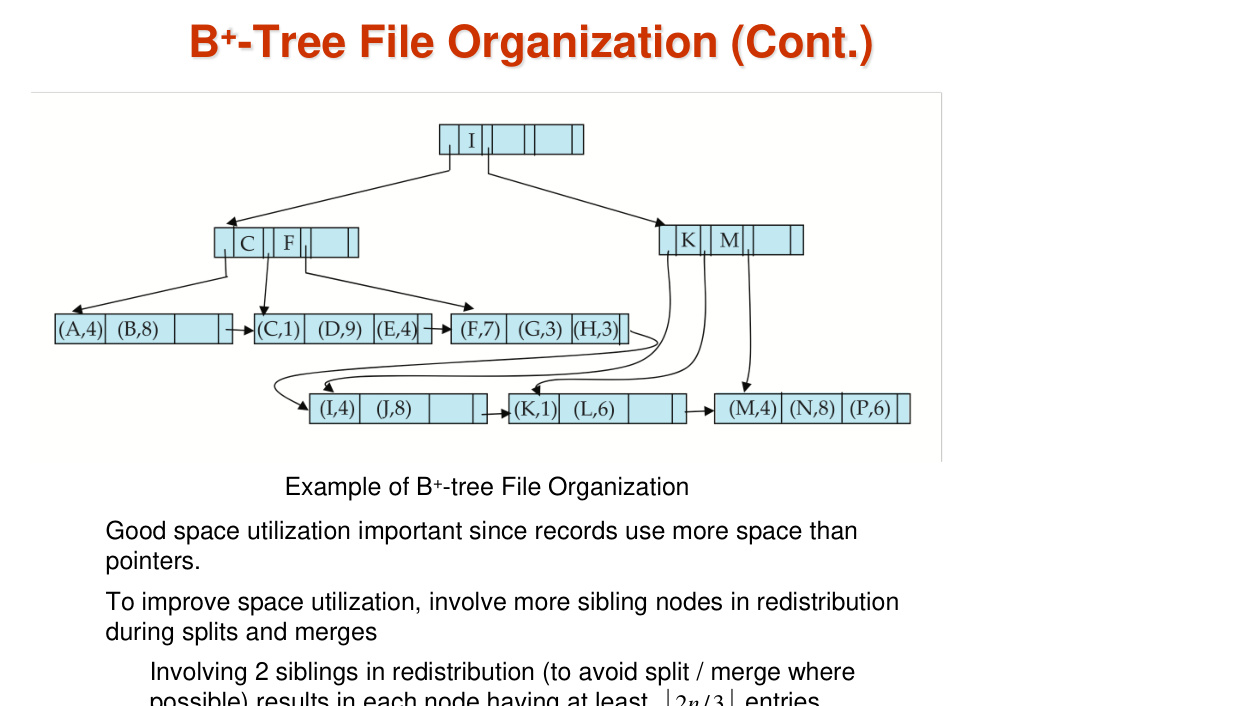 B⁺-Tree File Organization (Cont.)
I
C F
K M
(A,4) (B,8) (C,1) (D,9) (E,4) (F,7) (G,3) (H,3)
(I,4) (J,8) (K,1) (L,6) (M,4) (N,8) (P,6)
Example of B⁺-tree File Organization
Good space utilization important since records use more space than
pointers.
To improve space utilization, involve more sibling nodes in redistribution
during splits and merges
Involving 2 siblings in redistribution (to avoid split / merge where
possible) results in each node having at least ⌊2n/3⌋ entries